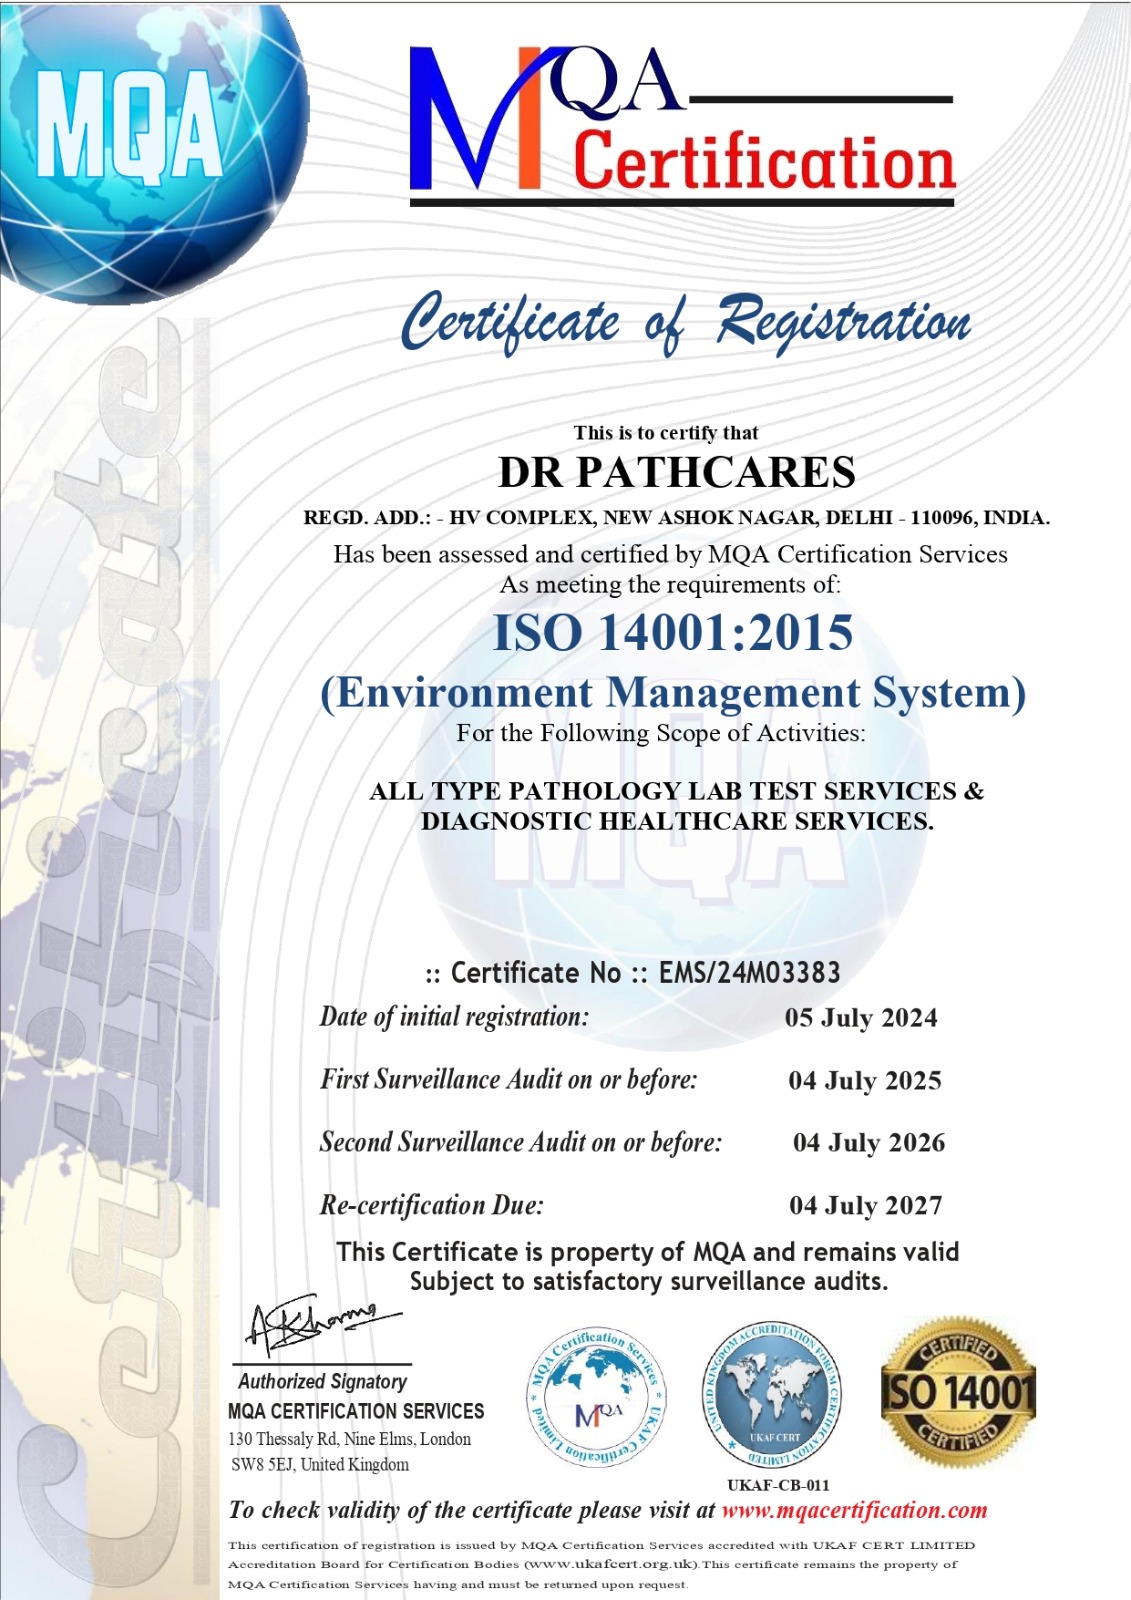 MQA
MQA
Certification
Certificate of Registration
Certificate
This is to certify that
DR PATHCARES
REGD. ADD.: - HV COMPLEX, NEW ASHOK NAGAR, DELHI - 110096, INDIA.
Has been assessed and certified by MQA Certification Services
As meeting the requirements of:
ISO 14001:2015
(Environment Management System)
For the Following Scope of Activities:
MQA
ALL TYPE PATHOLOGY LAB TEST SERVICES &
DIAGNOSTIC HEALTHCARE SERVICES.
:: Certificate No :: EMS/24M03383
Date of initial registration: 05 July 2024
First Surveillance Audit on or before: 04 July 2025
Second Surveillance Audit on or before: 04 July 2026
Re-certification Due: 04 July 2027
This Certificate is property of MQA and remains valid
Subject to satisfactory surveillance audits.
AKSharma
Authorized Signatory
MQA CERTIFICATION SERVICES
130 Thessaly Rd, Nine Elms, London
SW8 5EJ, United Kingdom
MQA Certification Services * UKAF Certification Limited *
MQA
UNITED KINGDOM ACCREDITATION FORUM CERTIFICATION LIMITED *
UKAF CERT
UKAF-CB-011
CERTIFIED
ISO 14001
CERTIFIED
To check validity of the certificate please visit at www.mqacertification.com
This certification of registration is issued by MQA Certification Services accredited with UKAF CERT LIMITED
Accreditation Board for Certification Bodies (www.ukafcert.org.uk).This certificate remains the property of
MQA Certification Services having and must be returned upon request.